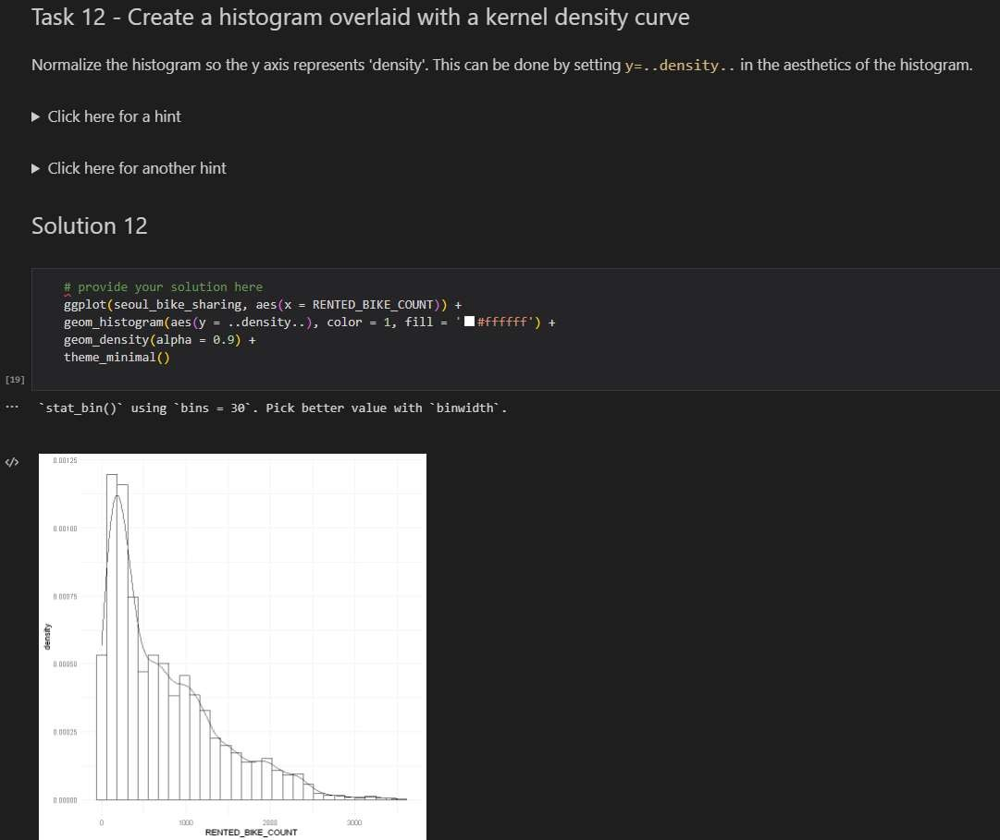 Task 12 - Create a histogram overlaid with a kernel density curve
Normalize the histogram so the y axis represents 'density'. This can be done by setting y=..density.. in the aesthetics of the histogram.
Click here for a hint
Click here for another hint
Solution 12
# provide your solution here
ggplot(seoul_bike_sharing, aes(x = RENTED_BIKE_COUNT)) +
geom_histogram(aes(y = ..density..), color = 1, fill = '#ffffff') +
geom_density(alpha = 0.9) +
theme_minimal()
[19]
... `stat_bin()` using `bins = 30`. Pick better value with `binwidth`.
</>
0.00125
0.00100
0.00075
0.00050
0.00025
0.00000
density
0 1000 2000 3000
RENTED_BIKE_COUNT